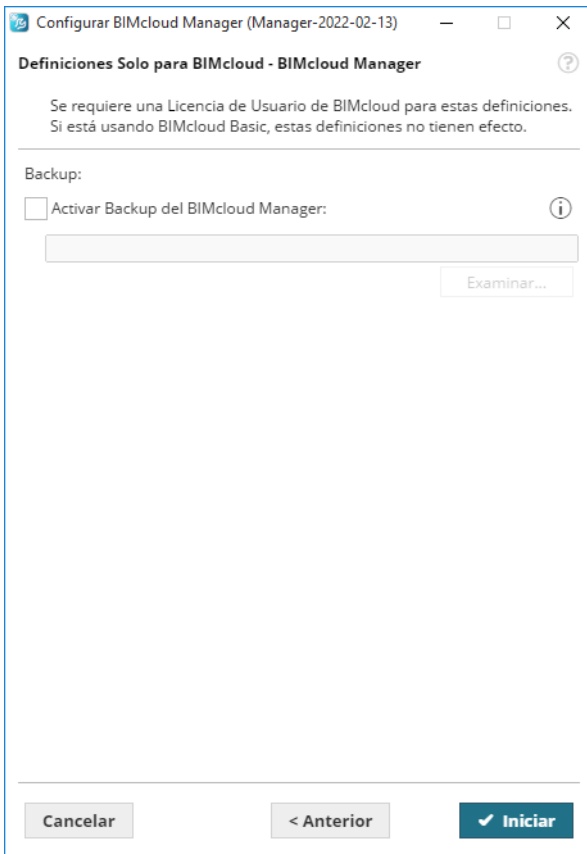 Configurar BIMcloud Manager (Manager-2022-02-13)
Definiciones Solo para BIMcloud - BIMcloud Manager
?
Se requiere una Licencia de Usuario de BIMcloud para estas definiciones.
Si está usando BIMcloud Basic, estas definiciones no tienen efecto.
Backup:
Activar Backup del BIMcloud Manager:
i
Examinar...
Cancelar
< Anterior
✔ Iniciar